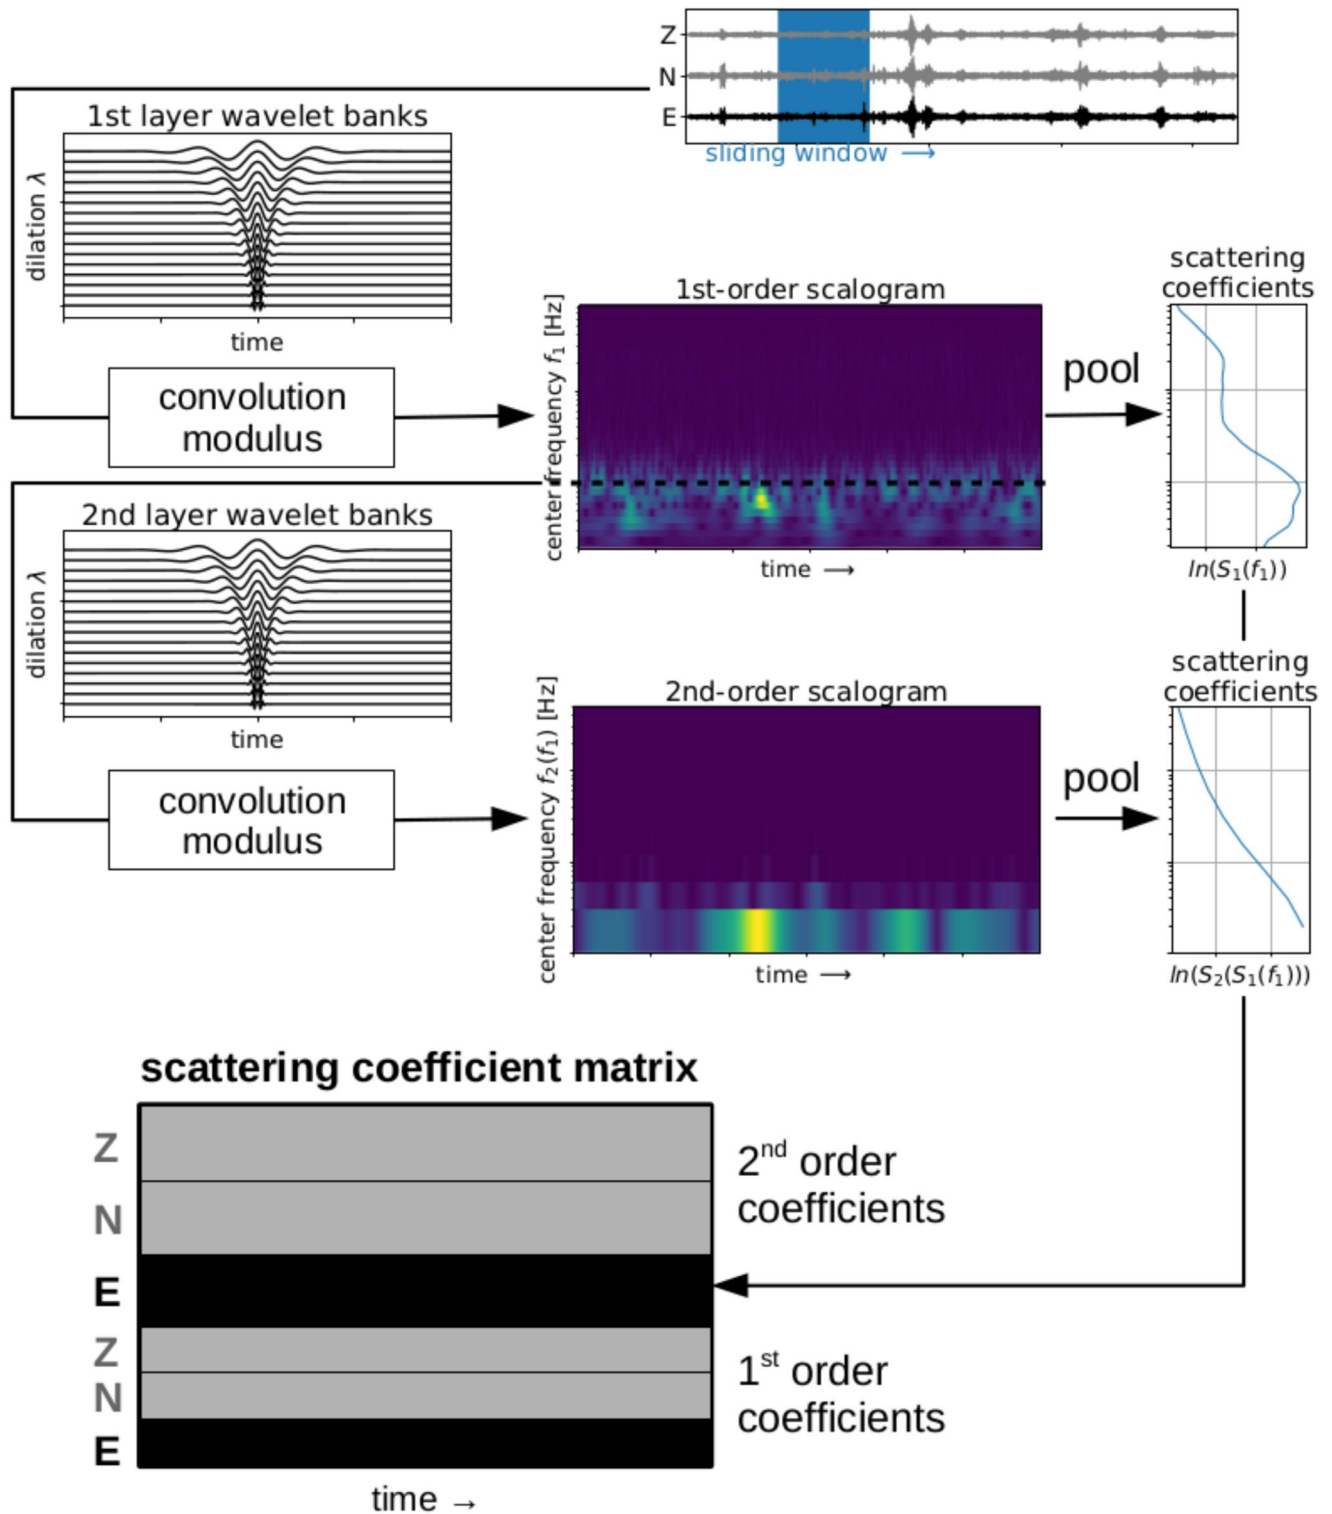 Z
N
E
sliding window →
1st layer wavelet banks
dilation λ
time
convolution
modulus
1st-order scalogram
center frequency f₁ [Hz]
time →
pool
scattering
coefficients
ln(S₁(f₁))
2nd layer wavelet banks
dilation λ
time
convolution
modulus
2nd-order scalogram
center frequency f₂(f₁) [Hz]
time →
pool
scattering
coefficients
ln(S₂(S₁(f₁)))
scattering coefficient matrix
Z
N
E
2nd order
coefficients
Z
N
E
1st order
coefficients
time →